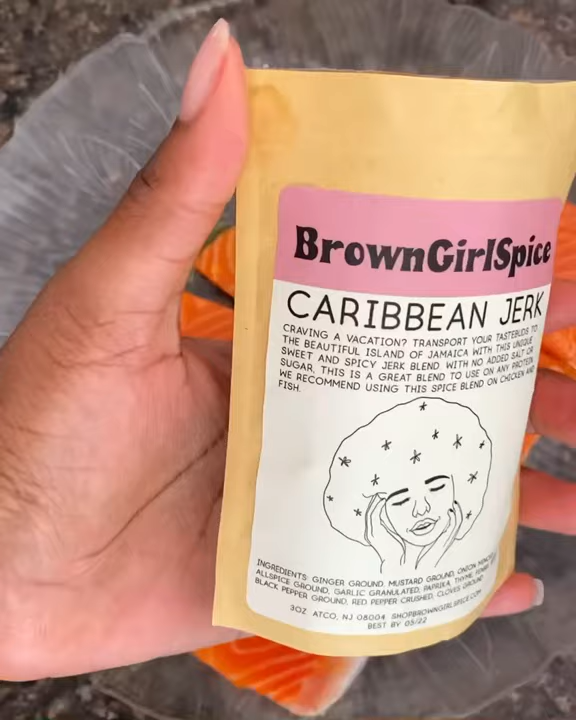 BrownGirlSpice
CARIBBEAN JERK
CRAVING A VACATION? TRANSPORT YOUR TASTEBUDS TO
THE BEAUTIFUL ISLAND OF JAMAICA WITH THIS UNIQUE
SWEET AND SPICY JERK BLEND. WITH NO ADDED SALT OR
SUGAR, THIS IS A GREAT BLEND TO USE ON ANY PROTEIN.
WE RECOMMEND USING THIS SPICE BLEND ON CHICKEN AND
FISH.
INGREDIENTS: GINGER GROUND, MUSTARD GROUND, ONION MINCED,
ALLSPICE GROUND, GARLIC GRANULATED, PAPRIKA, THYME,
BLACK PEPPER GROUND, RED PEPPER CRUSHED, CLOVES GROUND
3OZ ATCO, NJ 08004 SHOPBROWNGIRLSPICE.COM
BEST BY 05/22